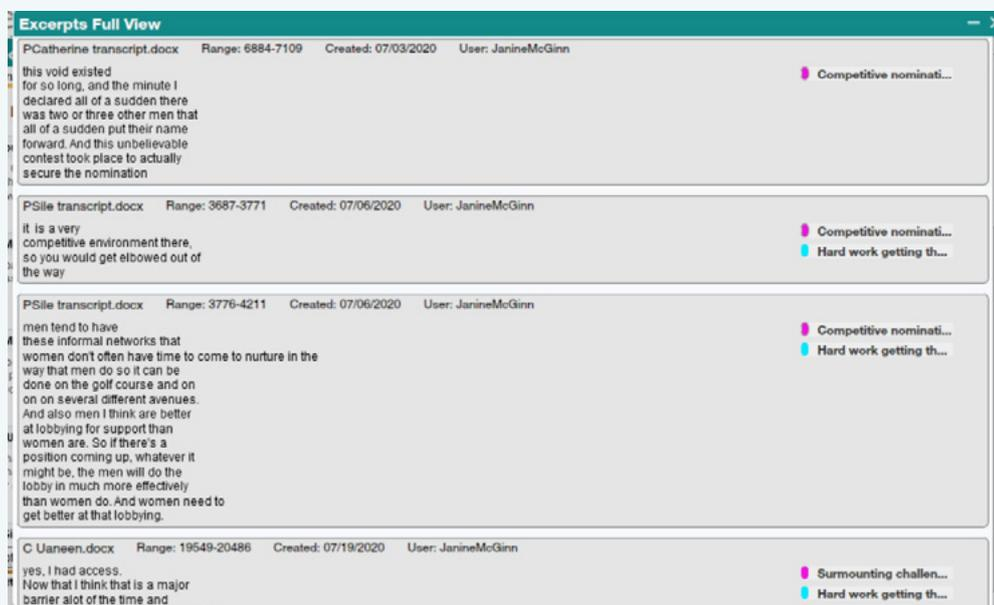 Excerpts Full View
PCatherine transcript.docx Range: 6884-7109 Created: 07/03/2020 User: JanineMcGinn
this void existed
for so long, and the minute I
declared all of a sudden there
was two or three other men that
all of a sudden put their name
forward. And this unbelievable
contest took place to actually
secure the nomination
Competitive nominati...
PSile transcript.docx Range: 3687-3771 Created: 07/06/2020 User: JanineMcGinn
it is a very
competitive environment there,
so you would get elbowed out of
the way
Competitive nominati...
Hard work getting th...
PSile transcript.docx Range: 3776-4211 Created: 07/06/2020 User: JanineMcGinn
men tend to have
these informal networks that
women don't often have time to come to nurture in the
way that men do so it can be
done on the golf course and on
on on several different avenues.
And also men I think are better
at lobbying for support than
women are. So if there's a
position coming up, whatever it
might be, the men will do the
lobby in much more effectively
than women do. And women need to
get better at that lobbying.
Competitive nominati...
Hard work getting th...
C Uaneen.docx Range: 19549-20486 Created: 07/19/2020 User: JanineMcGinn
yes, I had access.
Now that I think that is a major
barrier alot of the time and
Surmounting challen...
Hard work getting th...